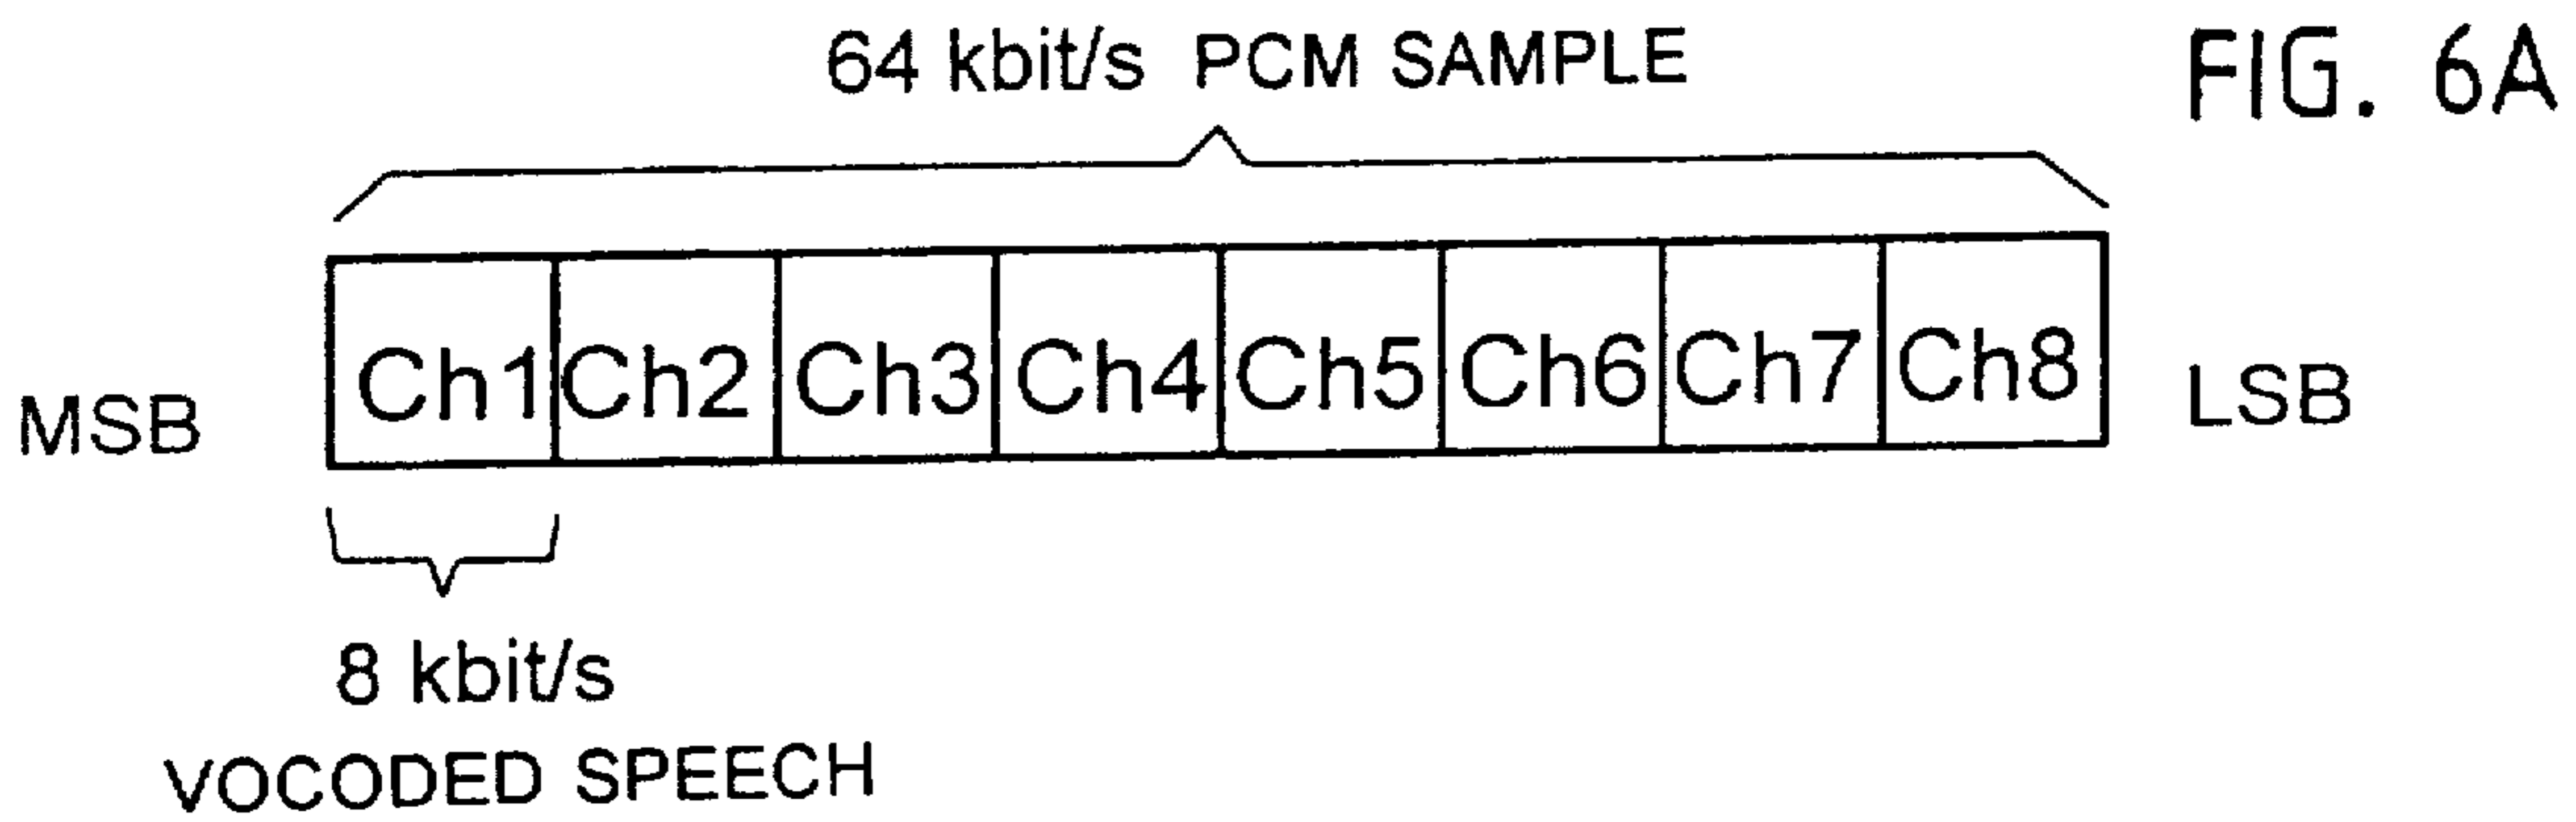 64 kbit/s PCM SAMPLE
FIG. 6A
MSB
Ch1 Ch2 Ch3 Ch4 Ch5 Ch6 Ch7 Ch8
LSB
8 kbit/s
VOCODED SPEECH